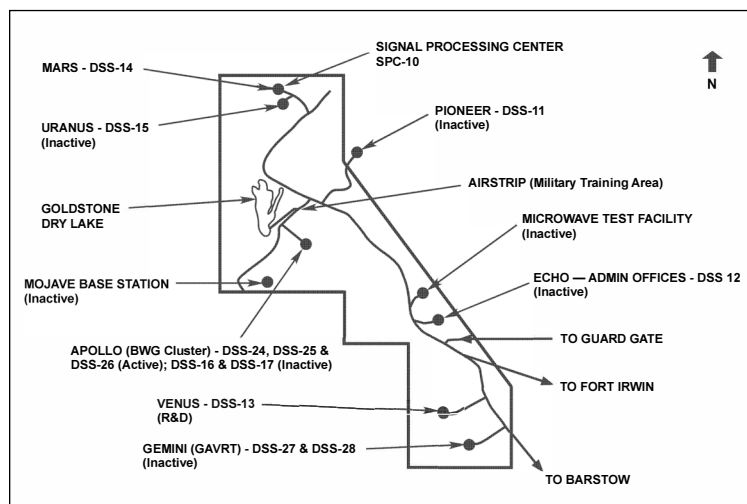 SIGNAL PROCESSING CENTER
SPC-10
MARS - DSS-14
N
PIONEER - DSS-11
(Inactive)
URANUS - DSS-15
(Inactive)
AIRSTRIP (Military Training Area)
GOLDSTONE
DRY LAKE
MICROWAVE TEST FACILITY
(Inactive)
MOJAVE BASE STATION
(Inactive)
ECHO — ADMIN OFFICES - DSS 12
(Inactive)
TO GUARD GATE
APOLLO (BWG Cluster) - DSS-24, DSS-25 &
DSS-26 (Active); DSS-16 & DSS-17 (Inactive)
TO FORT IRWIN
VENUS - DSS-13
(R&D)
GEMINI (GAVRT) - DSS-27 & DSS-28
(Inactive)
TO BARSTOW